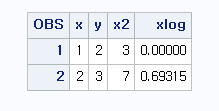 OBS x y x2 xlog
1 1 2 3 0.00000
2 2 3 7 0.69315